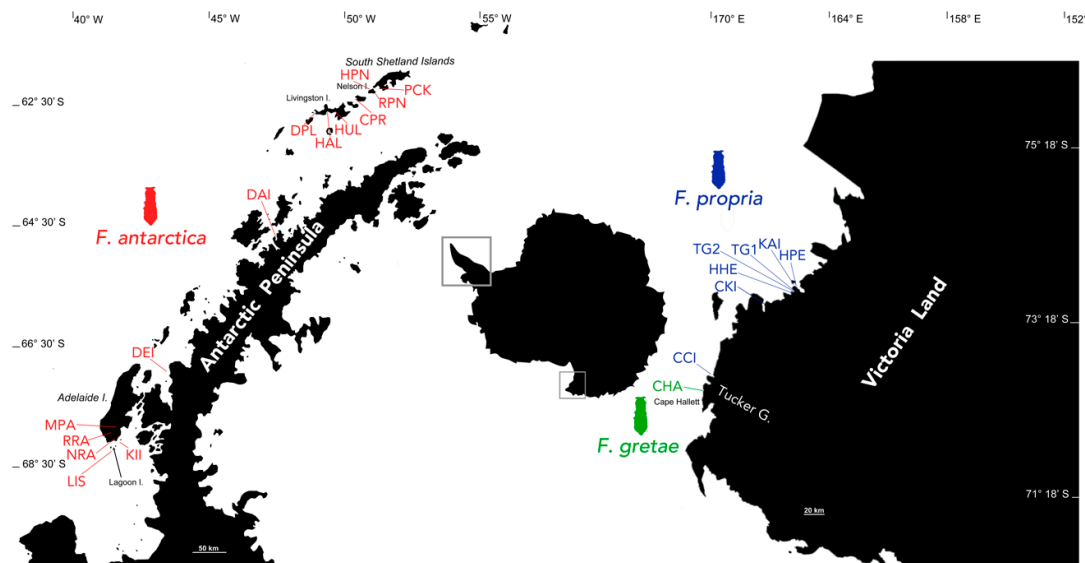 40° W
45° W
50° W
55° W
170° E
164° E
158° E
152°
South Shetland Islands
HPN
Nelson I.
PCK
RPN
Livingston I.
CPR
DPL
HUL
HAL
62° 30' S
DAI
64° 30' S
F. antarctica
Antarctic Peninsula
66° 30' S
DEI
Adelaide I.
MPA
RRA
NRA
KII
LIS
Lagoon I.
68° 30' S
50 km
75° 18' S
F. propria
TG2
TG1
KAI
HPE
HHE
CKI
Victoria Land
73° 18' S
CCI
CHA
Cape Hallett
Tucker G.
F. gretae
71° 18' S
20 km